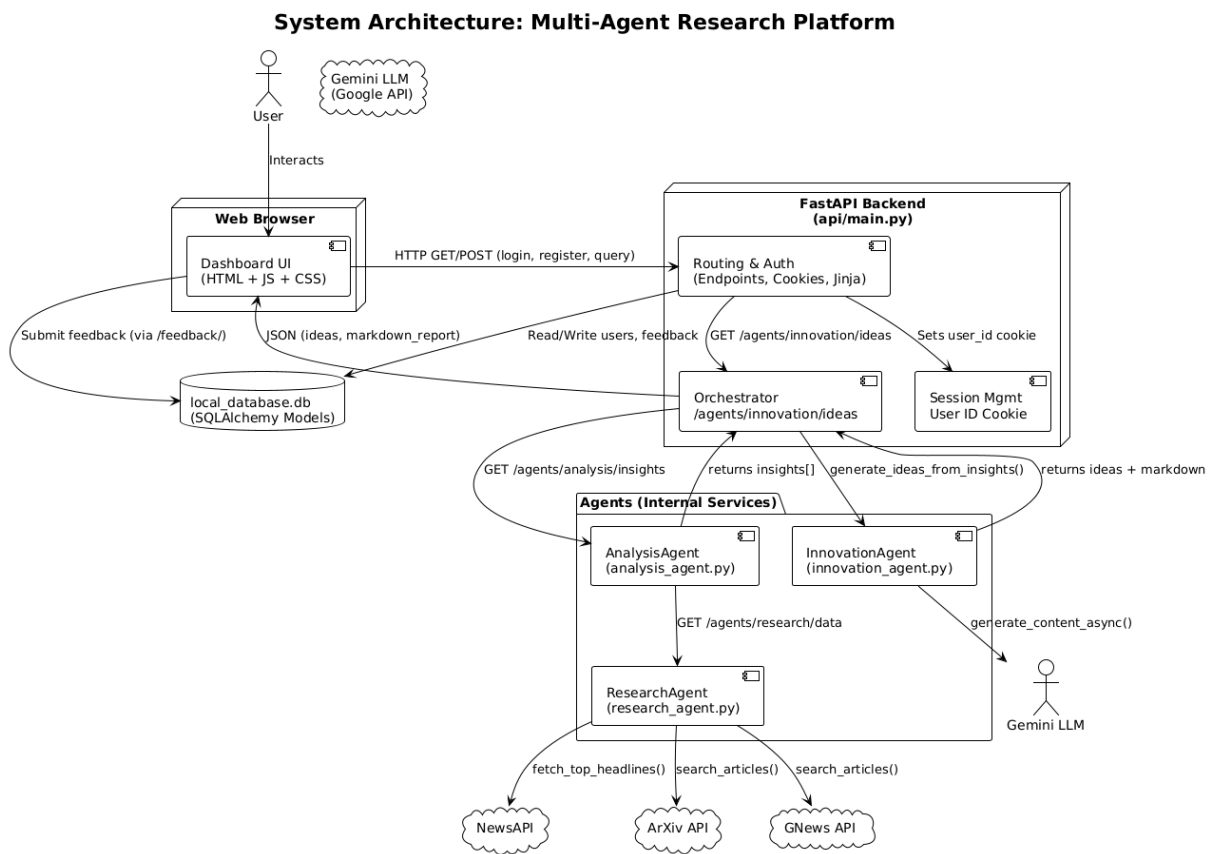 System Architecture: Multi-Agent Research Platform
Gemini LLM
(Google API)
User
Interacts
Web Browser
Dashboard UI
(HTML + JS + CSS)
HTTP GET/POST (login, register, query)
FastAPI Backend
(api/main.py)
Routing & Auth
(Endpoints, Cookies, Jinja)
Submit feedback (via /feedback/)
JSON (ideas, markdown_report)
Read/Write users, feedback
GET /agents/innovation/ideas
Sets user_id cookie
local_database.db
(SQLAlchemy Models)
Orchestrator
/agents/innovation/ideas
Session Mgmt
User ID Cookie
GET /agents/analysis/insights
returns insights[]
generate_ideas_from_insights()
returns ideas + markdown
Agents (Internal Services)
AnalysisAgent
(analysis_agent.py)
InnovationAgent
(innovation_agent.py)
GET /agents/research/data
generate_content_async()
ResearchAgent
(research_agent.py)
Gemini LLM
fetch_top_headlines()
search_articles()
search_articles()
NewsAPI
ArXiv API
GNews API